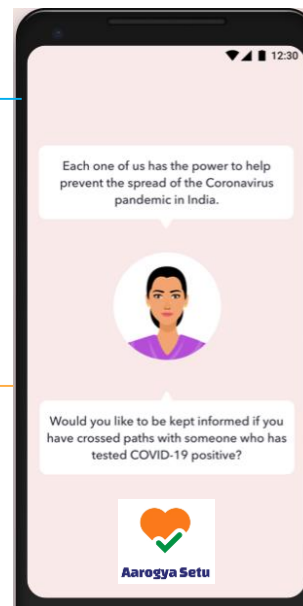 12:30
Each one of us has the power to help
prevent the spread of the Coronavirus
pandemic in India.
Would you like to be kept informed if you
have crossed paths with someone who has
tested COVID-19 positive?
Aarogya Setu